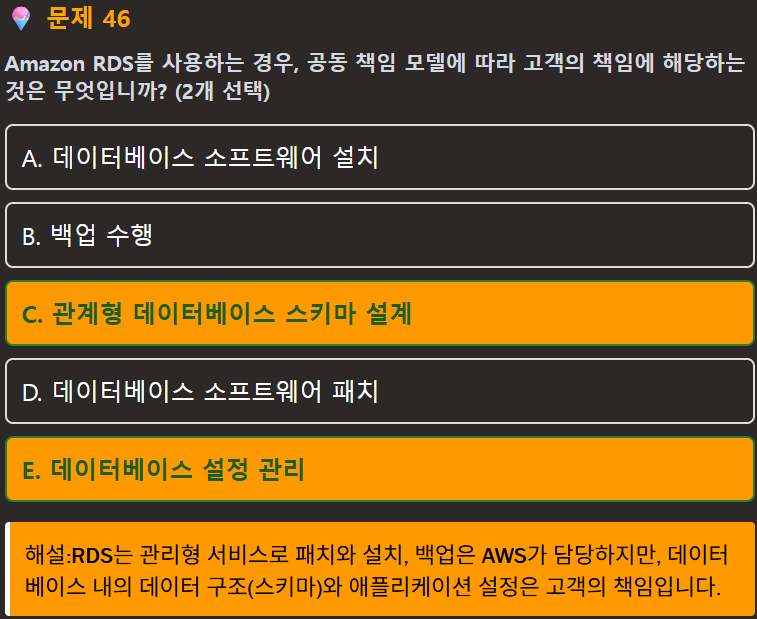 문제 46
Amazon RDS를 사용하는 경우, 공동 책임 모델에 따라 고객의 책임에 해당하는
것은 무엇입니까? (2개 선택)
A. 데이터베이스 소프트웨어 설치
B. 백업 수행
C. 관계형 데이터베이스 스키마 설계
D. 데이터베이스 소프트웨어 패치
E. 데이터베이스 설정 관리
해설:RDS는 관리형 서비스로 패치와 설치, 백업은 AWS가 담당하지만, 데이터
베이스 내의 데이터 구조(스키마)와 애플리케이션 설정은 고객의 책임입니다.